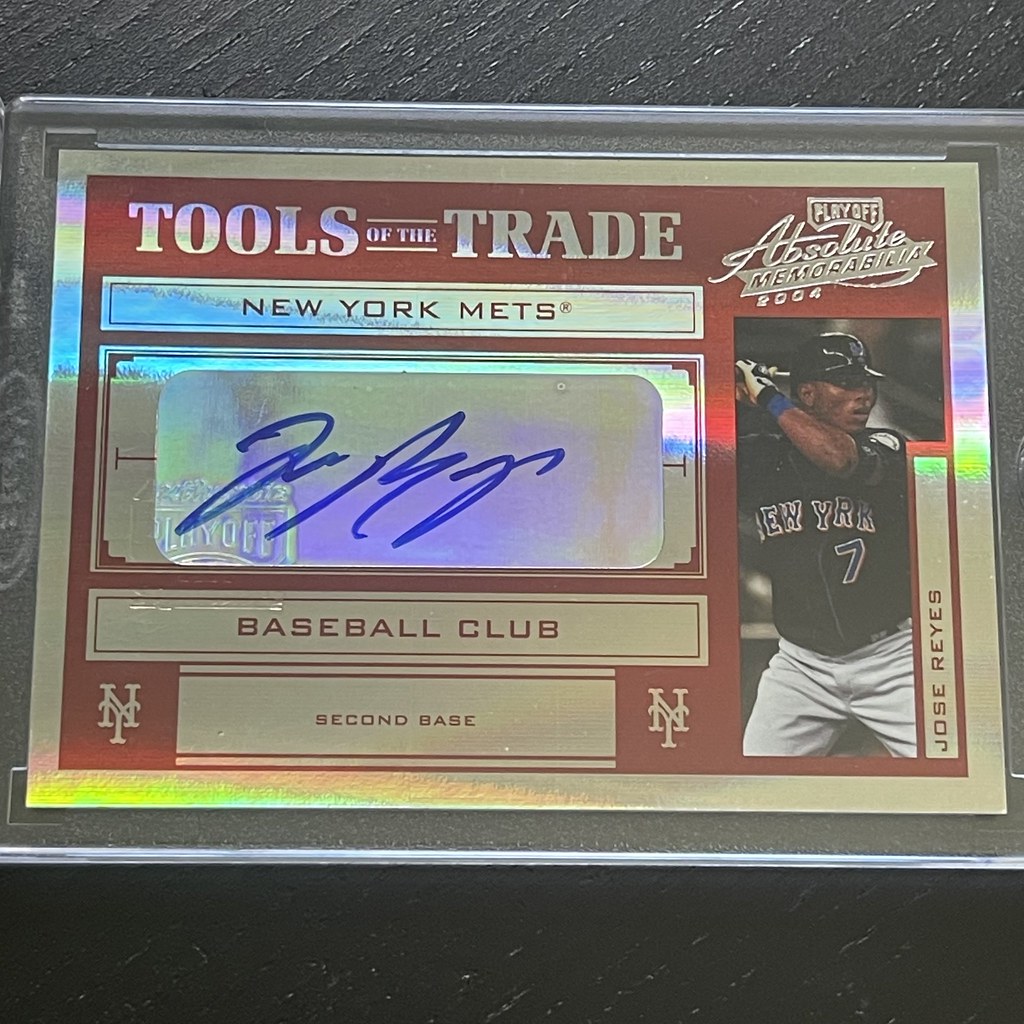 TOOLS OF THE TRADE
PLAYOFF
Absolute
MEMORABILIA
2004
NEW YORK METS®
PLAYOFF
BASEBALL CLUB
SECOND BASE
NY
NY
NEW YORK
7
JOSE REYES